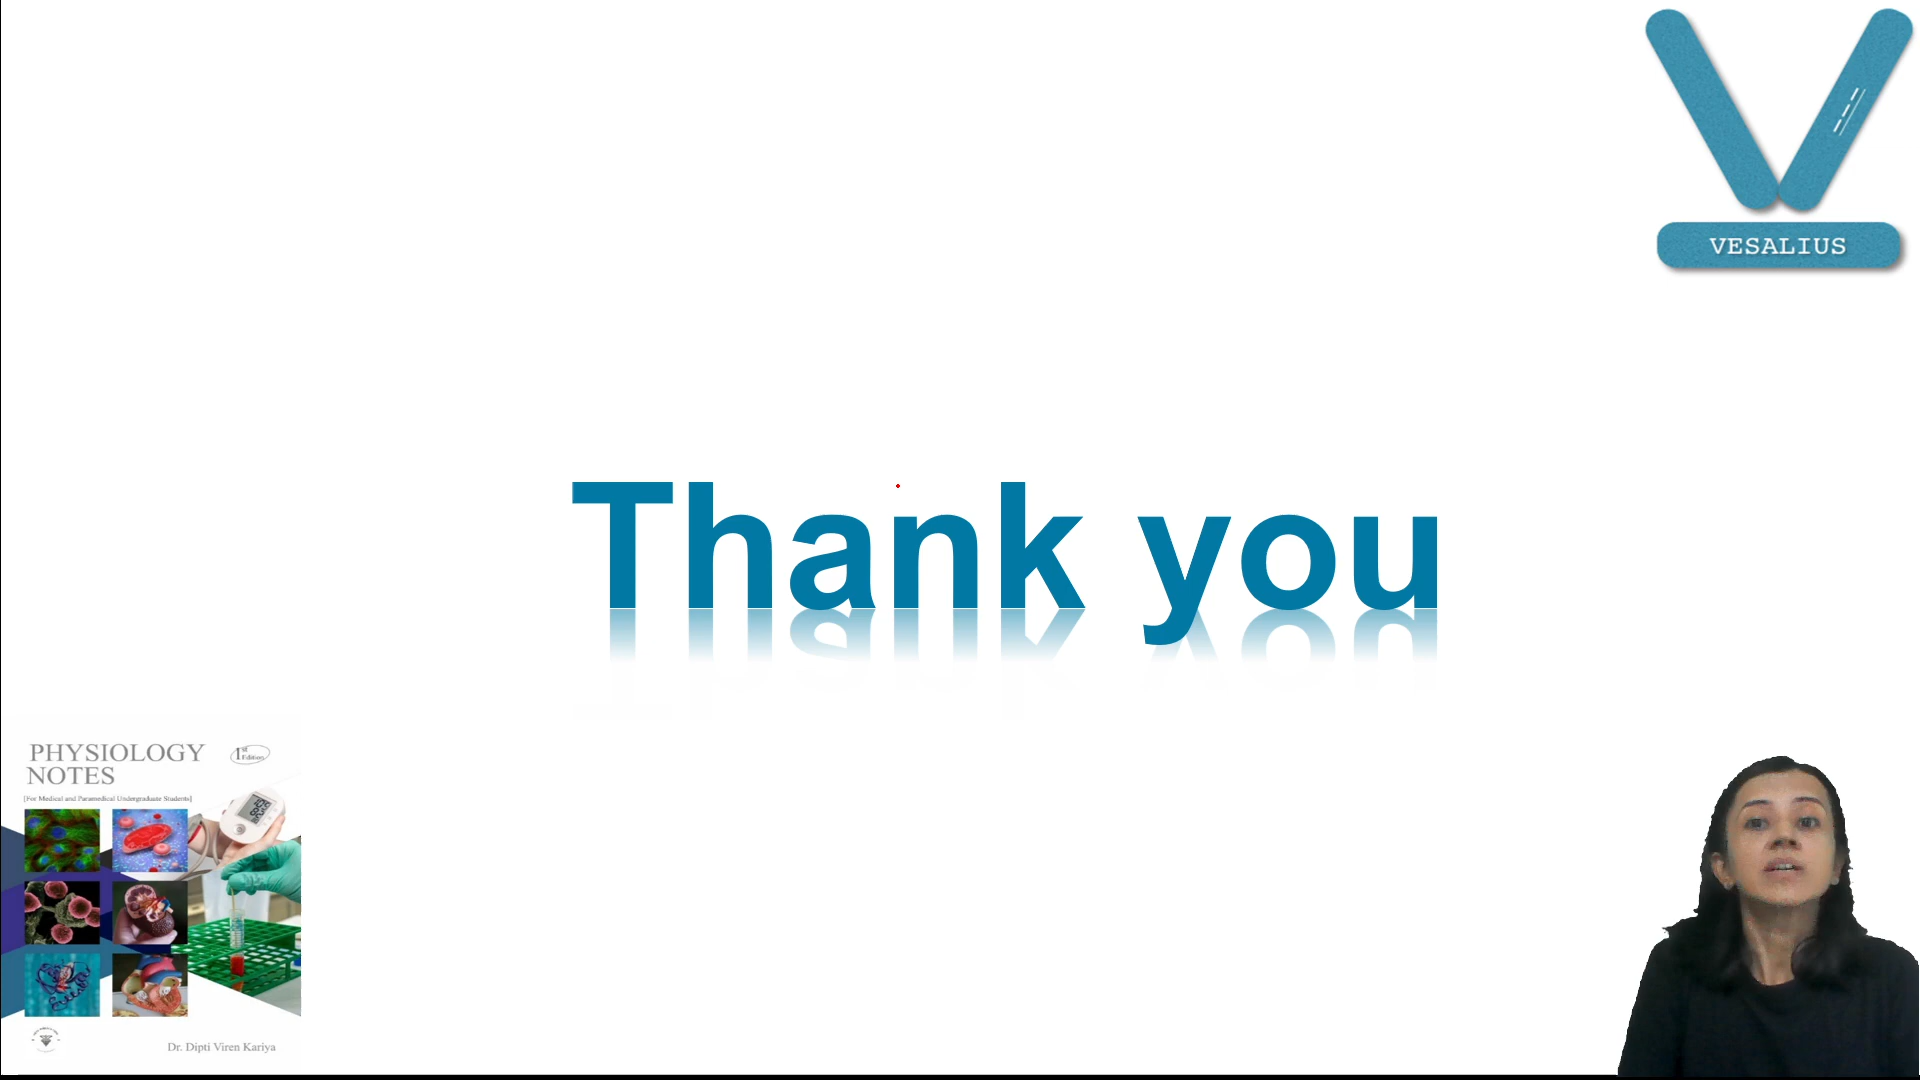 VESALIUS
Thank you
PHYSIOLOGY
NOTES
1st
Edition
[For Medical and Paramedical Undergraduate Students]
Dr. Dipti Viren Kariya